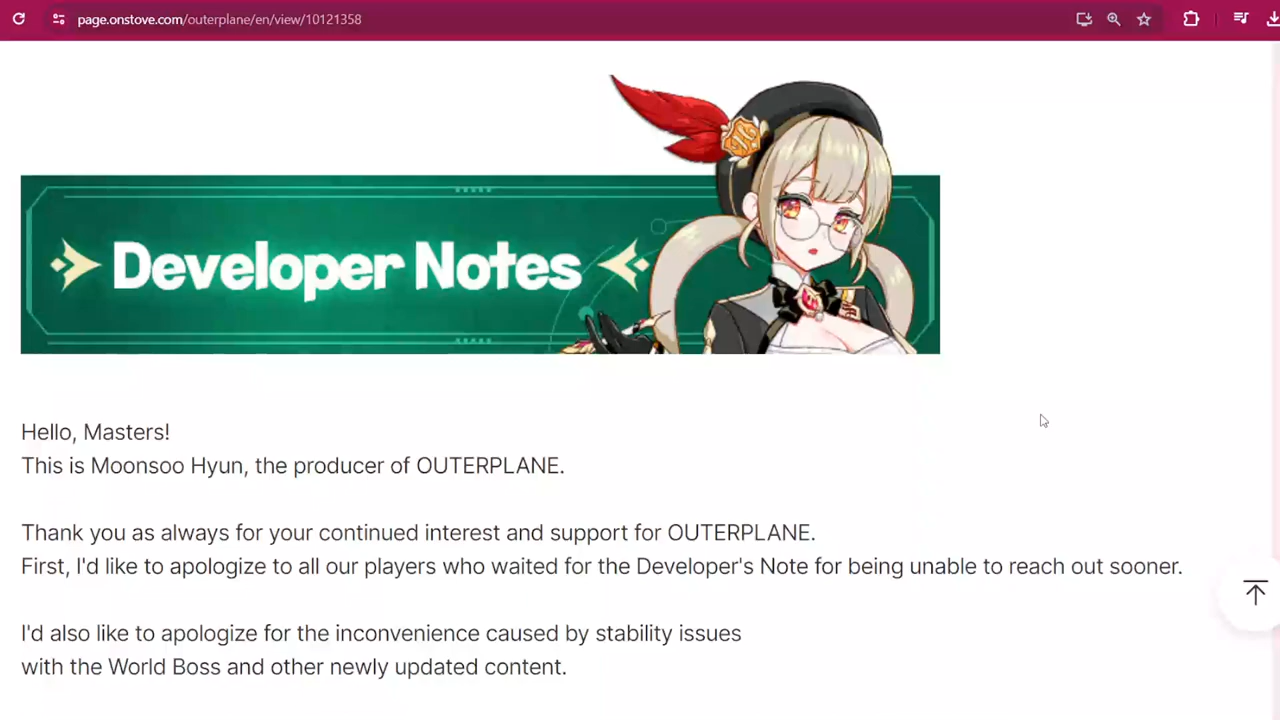 page.onstove.com/outerplane/en/view/10121358
Developer Notes
Hello, Masters!
This is Moonsoo Hyun, the producer of OUTERPLANE.
Thank you as always for your continued interest and support for OUTERPLANE.
First, I'd like to apologize to all our players who waited for the Developer's Note for being unable to reach out sooner.
I'd also like to apologize for the inconvenience caused by stability issues
with the World Boss and other newly updated content.